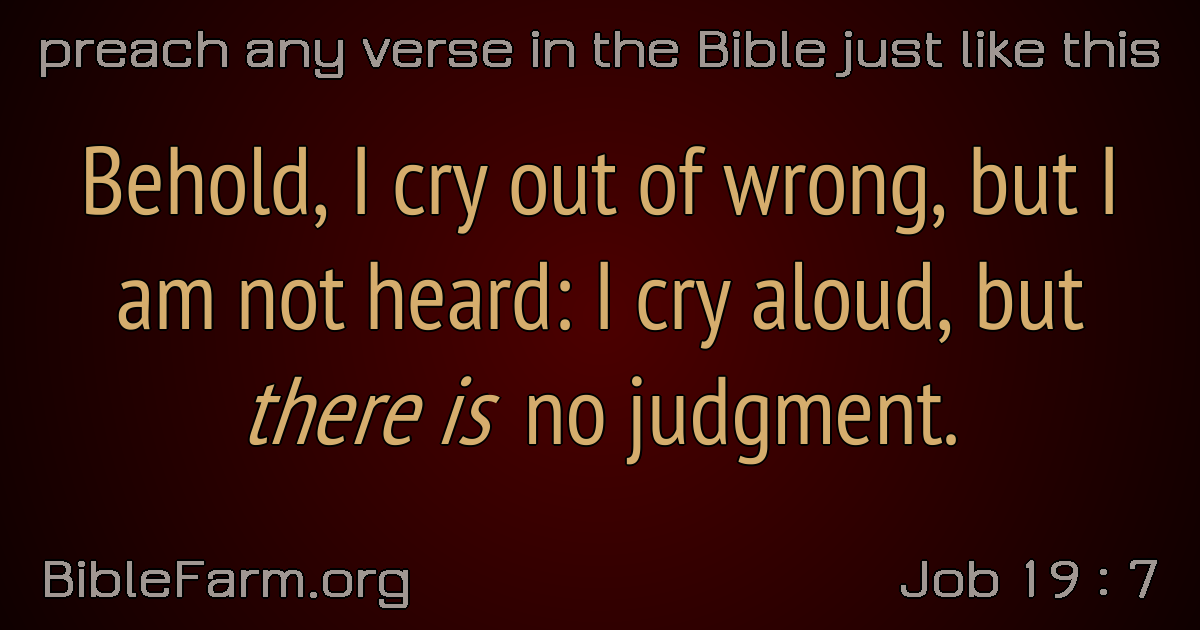 preach any verse in the Bible just like this
Behold, I cry out of wrong, but I
am not heard: I cry aloud, but
there is no judgment.
BibleFarm.org
Job 19 : 7